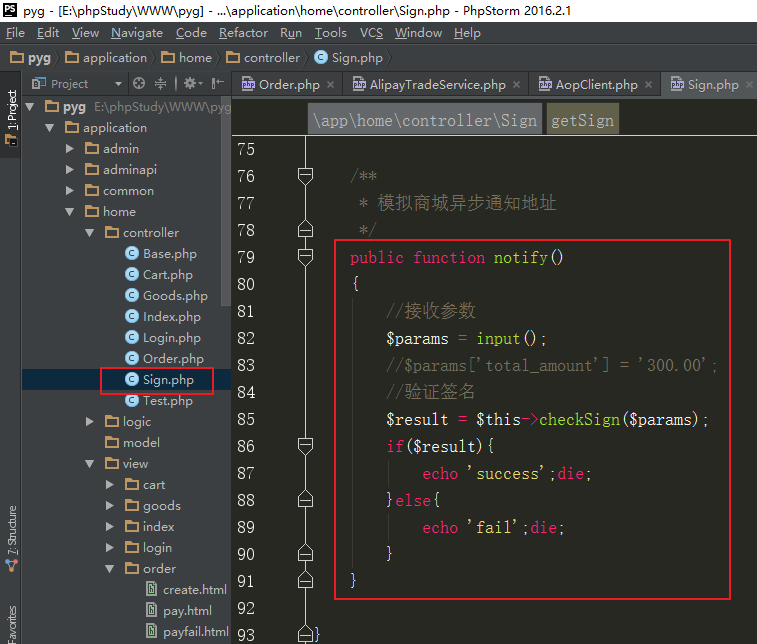 pyg - [E:\phpStudy\WWW\pyg] - ...\application\home\controller\Sign.php - PhpStorm 2016.2.1
File Edit View Navigate Code Refactor Run Tools VCS Window Help
pyg application home controller Sign.php
Project Order.php AlipayTradeService.php AopClient.php Sign.php
1: Project
7: Structure
Favorites
pyg E:\phpStudy\WWW\pyg
application
admin
adminapi
common
home
controller
Base.php
Cart.php
Goods.php
Index.php
Login.php
Order.php
Sign.php
Test.php
logic
model
view
cart
goods
index
login
order
create.html
pay.html
payfail.html
\app\home\controller\Sign getSign
75
76 /**
77 * 模拟商城异步通知地址
78 */
79 public function notify()
80 {
81 //接收参数
82 $params = input();
83 //$params['total_amount'] = '300.00';
84 //验证签名
85 $result = $this->checkSign($params);
86 if($result){
87 echo 'success';die;
88 }else{
89 echo 'fail';die;
90 }
91 }
92
93 }